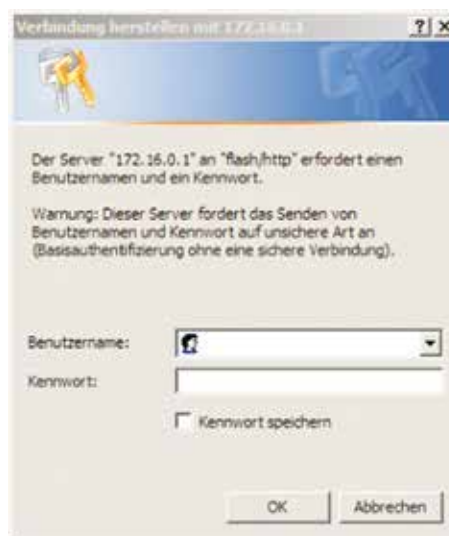 Verbindung herstellen mit 172.16.0.1
Der Server "172.16.0.1" an "flash/http" erfordert einen
Benutzernamen und ein Kennwort.
Warnung: Dieser Server fordert das Senden von
Benutzernamen und Kennwort auf unsichere Art an
(Basisauthentifizierung ohne eine sichere Verbindung).
Benutzername:
Kennwort:
Kennwort speichern
OK
Abbrechen